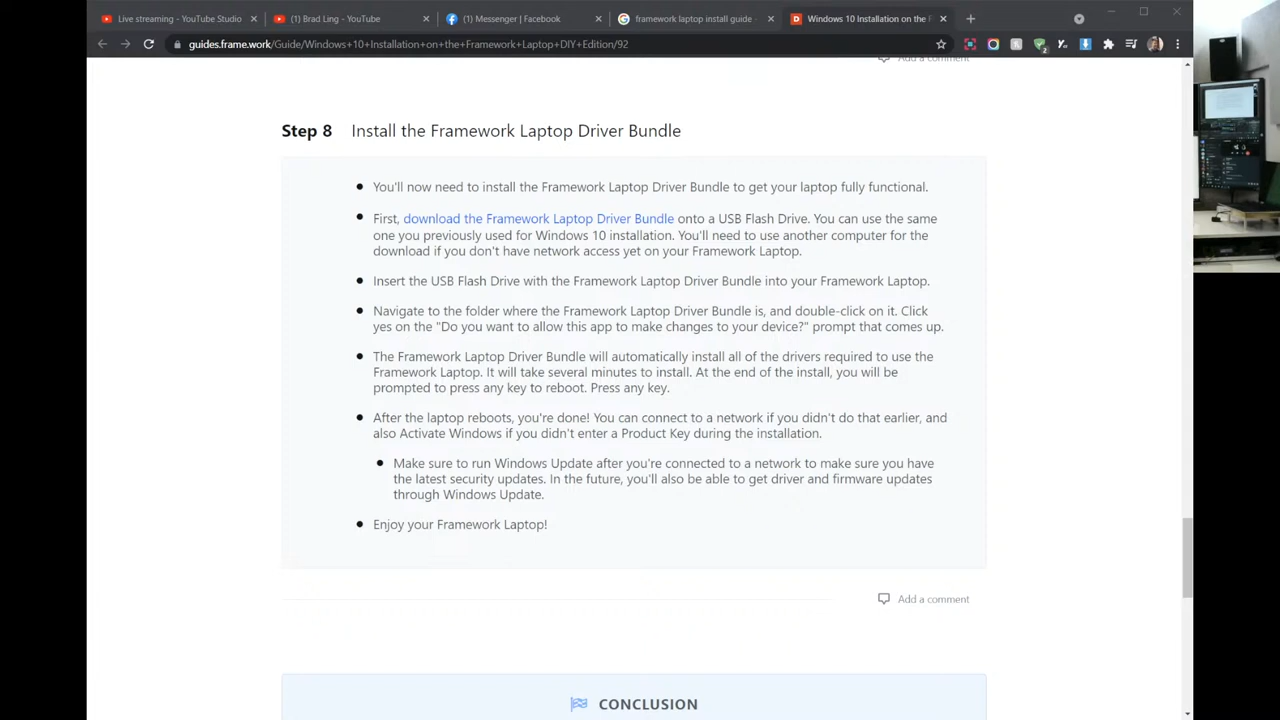 Live streaming - YouTube Studio
(1) Brad Ling - YouTube
(1) Messenger | Facebook
framework laptop install guide -
Windows 10 Installation on the F
guides.frame.work/Guide/Windows+10+Installation+on+the+Framework+Laptop+DIY+Edition/92
Add a comment
Step 8 Install the Framework Laptop Driver Bundle
You'll now need to install the Framework Laptop Driver Bundle to get your laptop fully functional.
First, download the Framework Laptop Driver Bundle onto a USB Flash Drive. You can use the same
one you previously used for Windows 10 installation. You'll need to use another computer for the
download if you don't have network access yet on your Framework Laptop.
Insert the USB Flash Drive with the Framework Laptop Driver Bundle into your Framework Laptop.
Navigate to the folder where the Framework Laptop Driver Bundle is, and double-click on it. Click
yes on the "Do you want to allow this app to make changes to your device?" prompt that comes up.
The Framework Laptop Driver Bundle will automatically install all of the drivers required to use the
Framework Laptop. It will take several minutes to install. At the end of the install, you will be
prompted to press any key to reboot. Press any key.
After the laptop reboots, you're done! You can connect to a network if you didn't do that earlier, and
also Activate Windows if you didn't enter a Product Key during the installation.
Make sure to run Windows Update after you're connected to a network to make sure you have
the latest security updates. In the future, you'll also be able to get driver and firmware updates
through Windows Update.
Enjoy your Framework Laptop!
Add a comment
CONCLUSION